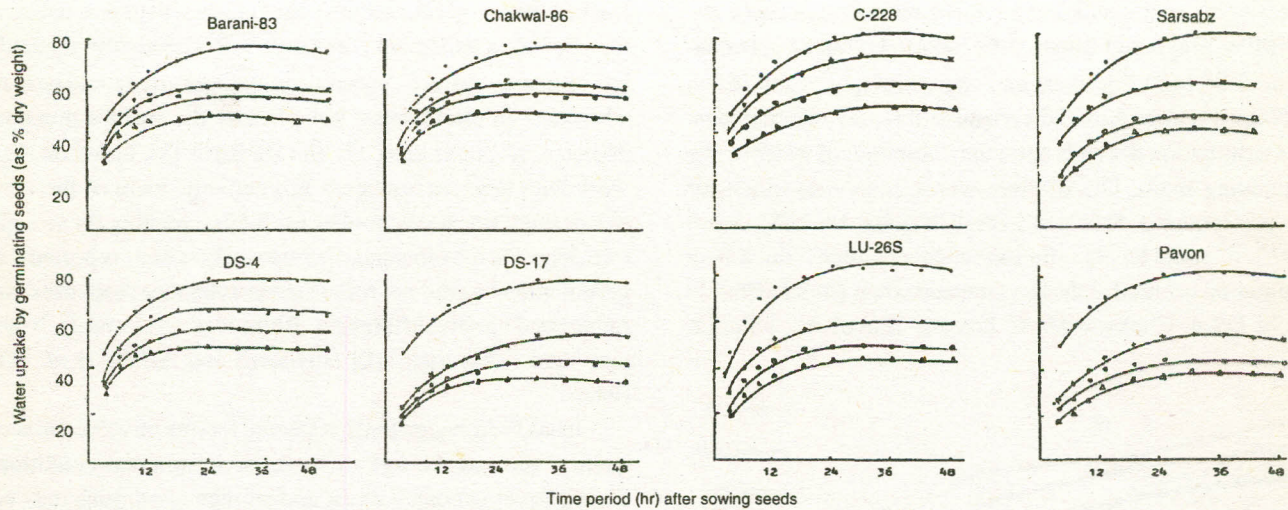 Barani-83
Chakwal-86
C-228
Sarsabz
80
60
40
20
DS-4
DS-17
LU-26S
Pavon
80
60
40
20
12 24 36 48
12 24 36 48
12 24 36 48
12 24 36 48
Water uptake by germinating seeds (as % dry weight)
Time period (hr) after sowing seeds